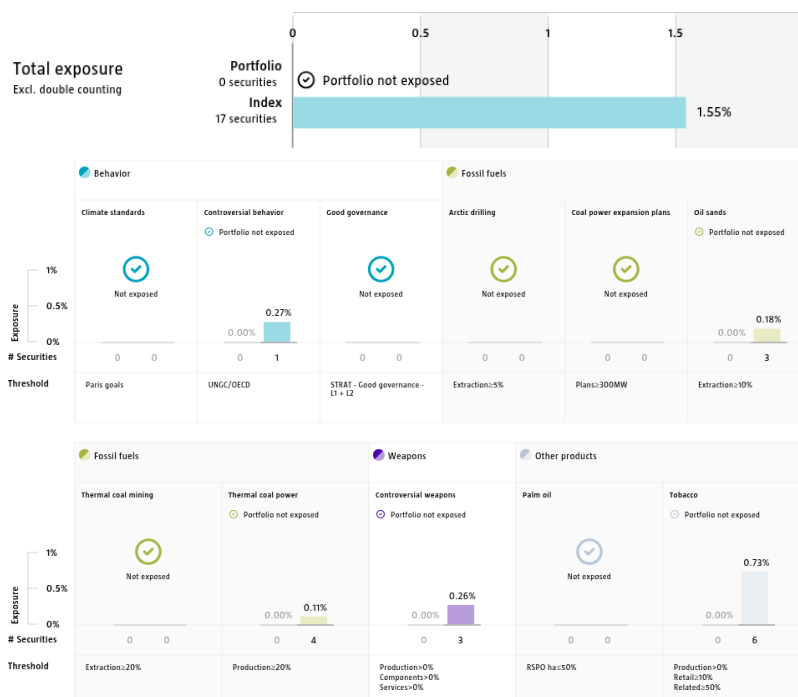 0 0.5 1 1.5
Total exposure
Excl. double counting
Portfolio
0 securities
Portfolio not exposed
Index
17 securities
1.55%
Behavior
Fossil fuels
Climate standards
Controversial behavior
Good governance
Arctic drilling
Coal power expansion plans
Oil sands
Portfolio not exposed
Portfolio not exposed
Exposure
1%
0.5%
0%
Not exposed
Not exposed
Not exposed
Not exposed
0.00% 0.27%
0.00% 0.18%
# Securities
0 0
0 1
0 0
0 0
0 0
0 3
Threshold
Paris goals
UNGC/OECD
STRAT - Good governance -
L1 + L2
Extraction≥5%
Plans≥300MW
Extraction≥10%
Fossil fuels
Weapons
Other products
Thermal coal mining
Thermal coal power
Controversial weapons
Palm oil
Tobacco
Portfolio not exposed
Portfolio not exposed
Portfolio not exposed
Exposure
1%
0.5%
0%
Not exposed
Not exposed
0.00% 0.11%
0.00% 0.26%
0.00% 0.73%
# Securities
0 0
0 4
0 3
0 0
0 6
Threshold
Extraction≥20%
Production≥20%
Production>0%
Components>0%
Services>0%
RSPO ha≤50%
Production>0%
Retail≥10%
Related≥50%